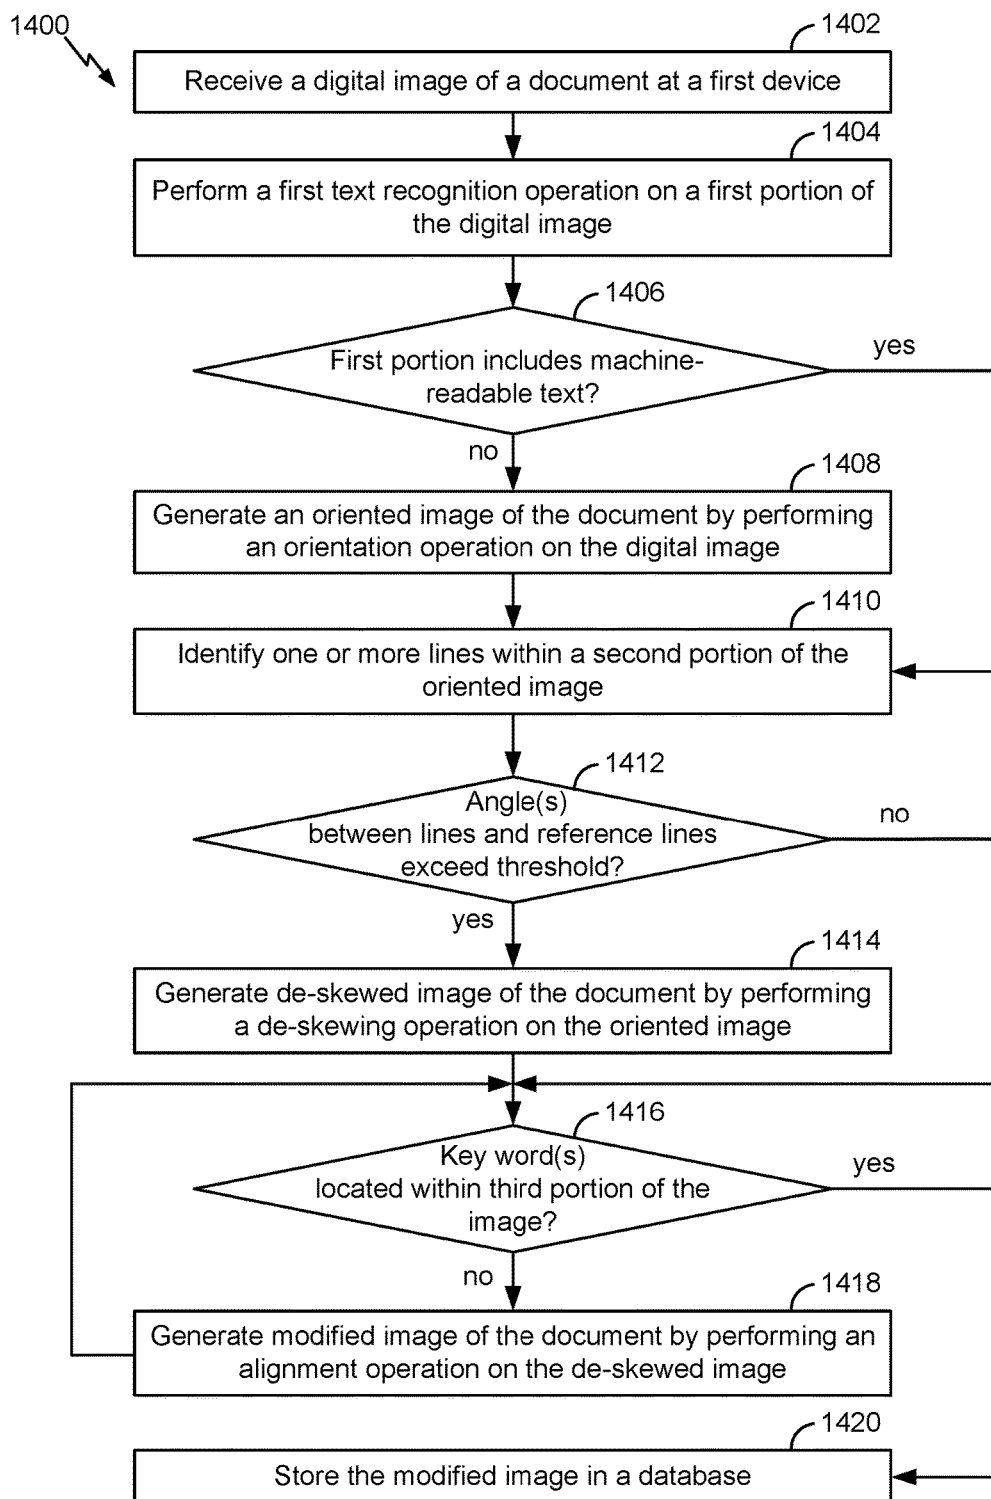 1400
1402
Receive a digital image of a document at a first device
1404
Perform a first text recognition operation on a first portion of
the digital image
1406
First portion includes machine-
readable text?
yes
no
1408
Generate an oriented image of the document by performing
an orientation operation on the digital image
1410
Identify one or more lines within a second portion of the
oriented image
1412
Angle(s)
between lines and reference lines
exceed threshold?
no
yes
1414
Generate de-skewed image of the document by performing
a de-skewing operation on the oriented image
1416
Key word(s)
located within third portion of the
image?
yes
no
1418
Generate modified image of the document by performing an
alignment operation on the de-skewed image
1420
Store the modified image in a database